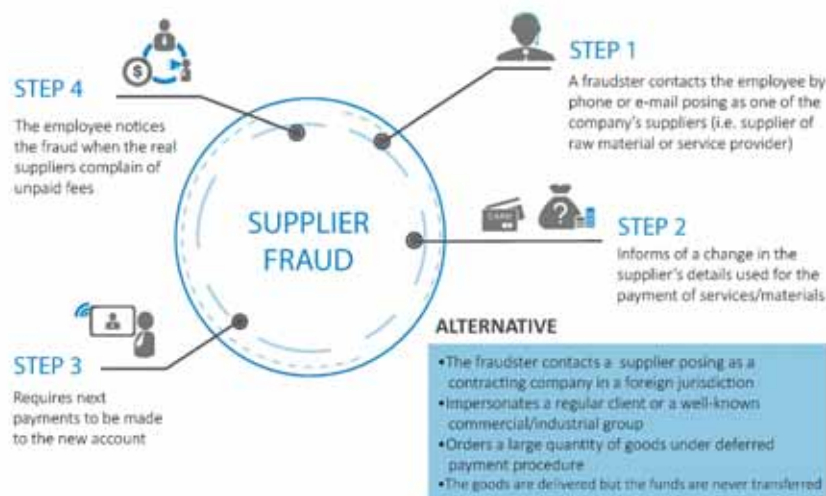 STEP 1
A fraudster contacts the employee by
phone or e-mail posing as one of the
company's suppliers (i.e. supplier of
raw material or service provider)
STEP 2
Informs of a change in the
supplier's details used for the
payment of services/materials
STEP 3
Requires next
payments to be made
to the new account
STEP 4
The employee notices
the fraud when the real
suppliers complain of
unpaid fees
SUPPLIER
FRAUD
CARD
$
?
ALTERNATIVE
•The fraudster contacts a supplier posing as a
contracting company in a foreign jurisdiction
•Impersonates a regular client or a well-known
commercial/industrial group
•Orders a large quantity of goods under deferred
payment procedure
•The goods are delivered but the funds are never transferred